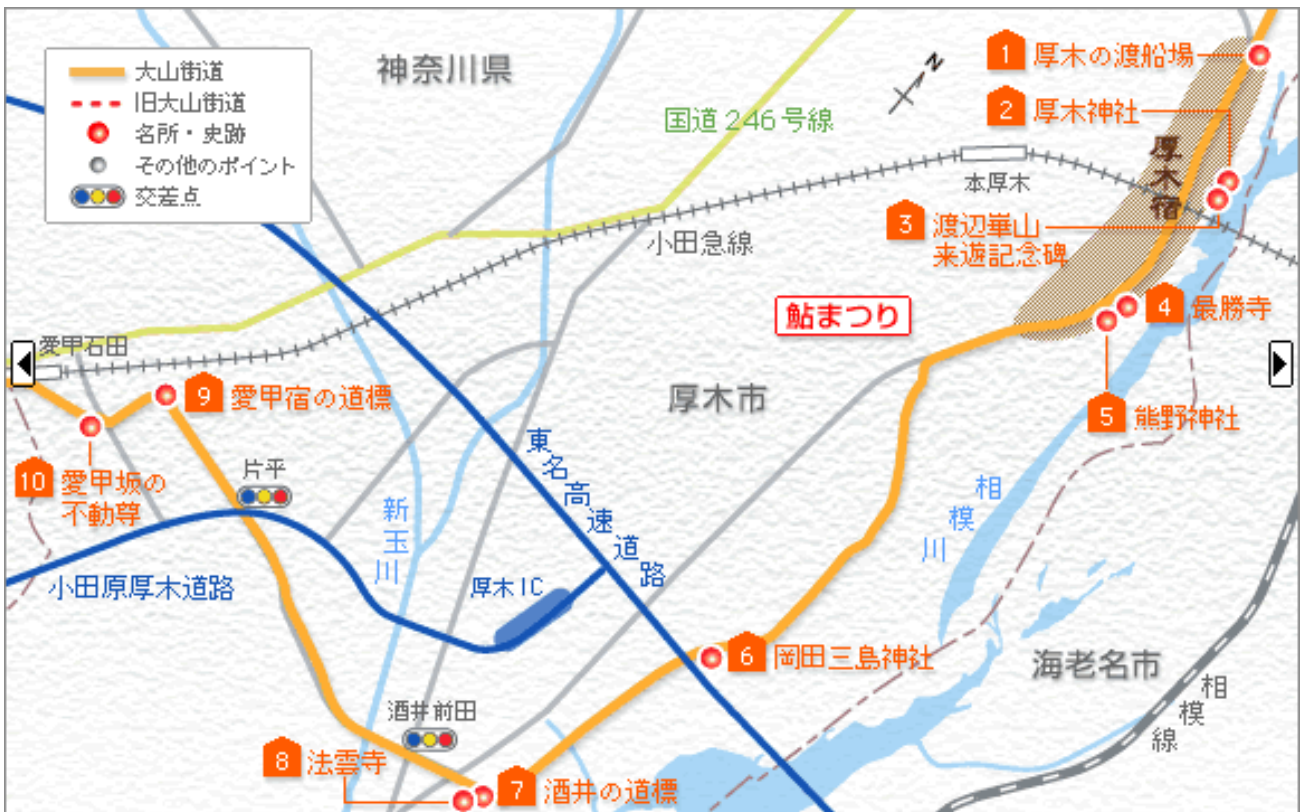 大山街道
旧大山街道
名所・史跡
その他のポイント
交差点
神奈川県
N
国道246号線
1 厚木の渡船場
2 厚木神社
厚木宿
本厚木
3 渡辺崋山
来遊記念碑
小田急線
鮎まつり
4 最勝寺
5 熊野神社
愛甲石田
9 愛甲宿の道標
厚木市
10 愛甲坂の
不動尊
片平
東名高速道路
新玉川
相模川
小田原厚木道路
厚木IC
6 岡田三島神社
海老名市
相模線
酒井前田
8 法雲寺
7 酒井の道標